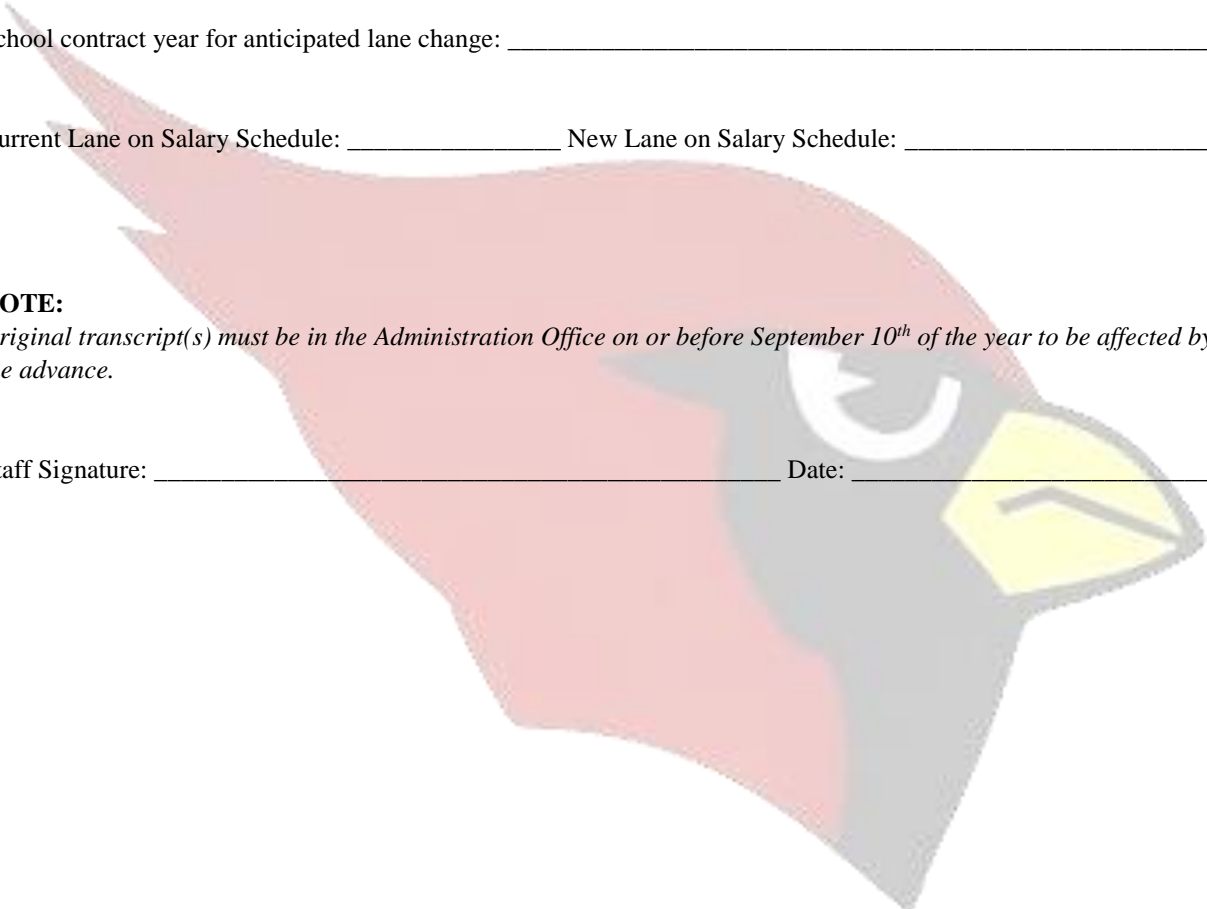 chool contract year for anticipated lane change: ______________________________________________________
urrent Lane on Salary Schedule: ________________ New Lane on Salary Schedule: _______________________
OTE:
riginal transcript(s) must be in the Administration Office on or before September 10th of the year to be affected by
e advance.
taff Signature: _______________________________________________ Date: ___________________________